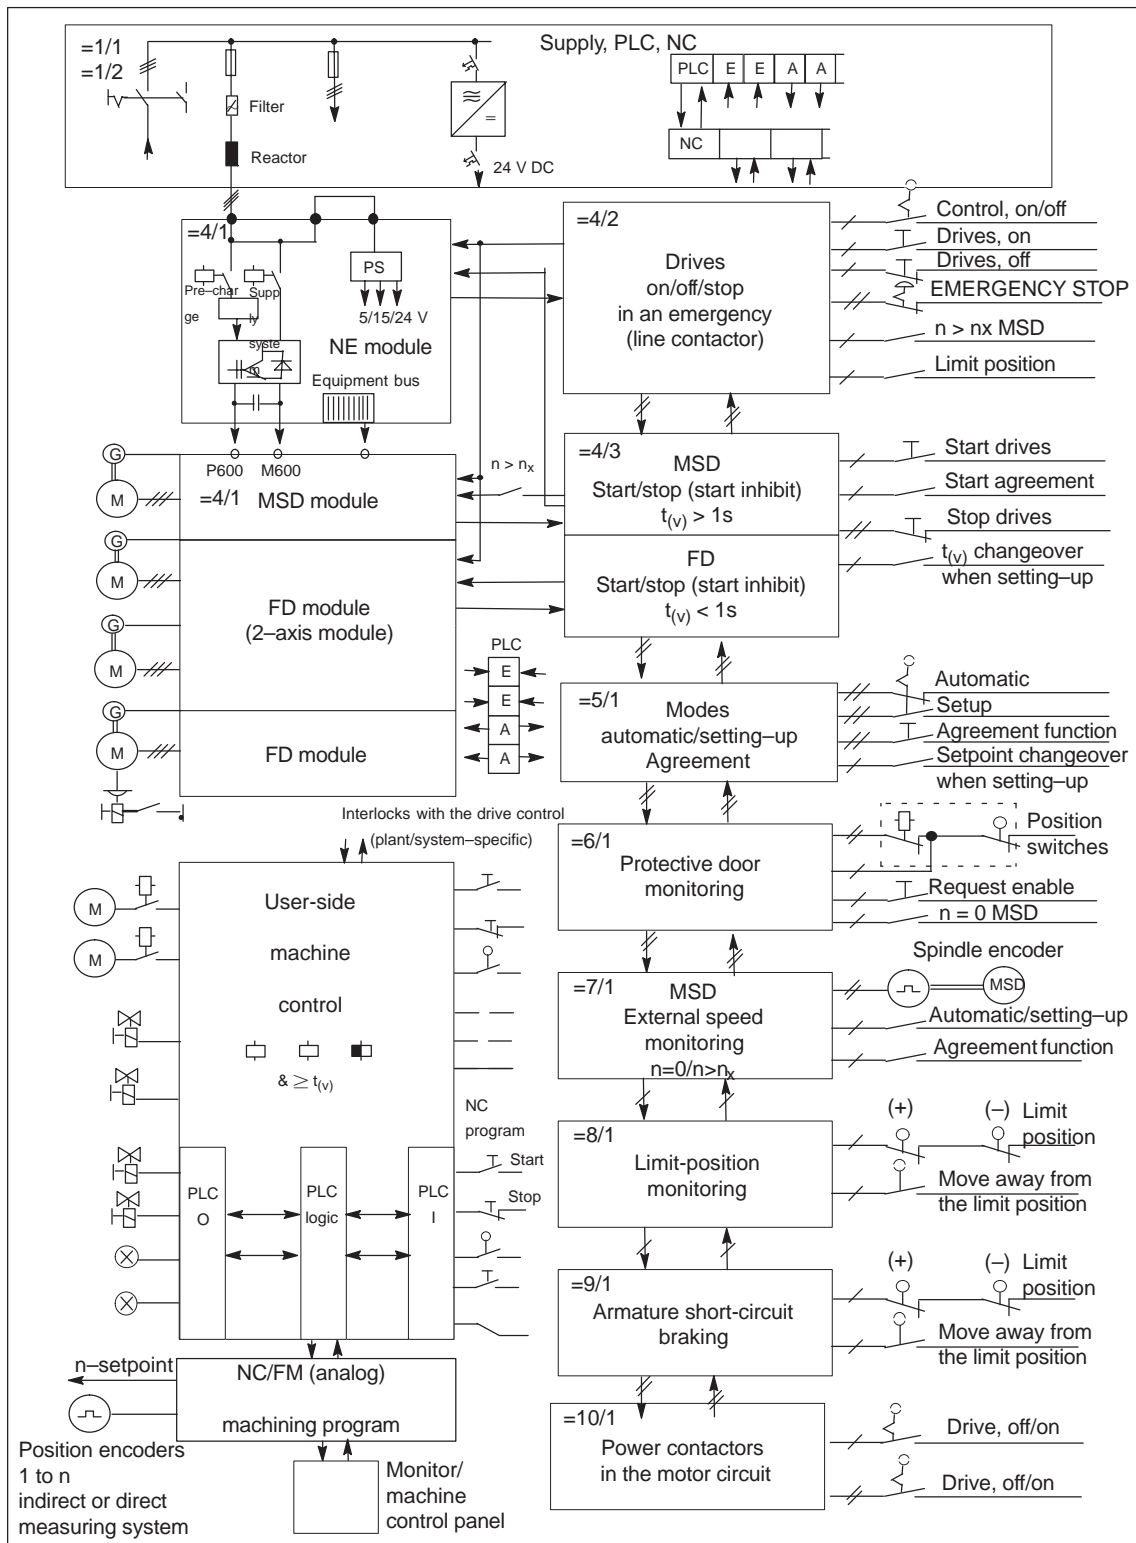 =1/1
=1/2
Supply, PLC, NC
PLC E E A A
Filter
NC
Reactor
24 V DC
=4/1
PS
Pre–char
ge
Supp
ly
syste
m
5/15/24 V
NE module
Equipment bus
=4/2
Drives
on/off/stop
in an emergency
(line contactor)
Control, on/off
Drives, on
Drives, off
EMERGENCY STOP
n > nx MSD
Limit position
G
M
P600 M600
=4/1
MSD module
n > nx
=4/3
MSD
Start/stop (start inhibit)
t(v) > 1s
FD
Start/stop (start inhibit)
t(v) < 1s
Start drives
Start agreement
Stop drives
t(v) changeover
when setting–up
G
M
FD module
(2–axis module)
G
M
PLC
E
E
A
A
G
M
FD module
=5/1
Modes
automatic/setting–up
Agreement
Automatic
Setup
Agreement function
Setpoint changeover
when setting–up
Interlocks with the drive control
(plant/system–specific)
=6/1
Protective door
monitoring
Position
switches
Request enable
n = 0 MSD
M
M
User-side
machine
control
& ≥ t(v)
=7/1
MSD
External speed
monitoring
n=0/n>nx
Spindle encoder
MSD
Automatic/setting–up
Agreement function
NC
program
Start
Stop
PLC
O
PLC
logic
PLC
I
=8/1
Limit-position
monitoring
(+) (–) Limit
position
Move away from
the limit position
=9/1
Armature short-circuit
braking
(+) (–) Limit
position
Move away from
the limit position
n–setpoint
NC/FM (analog)
machining program
Position encoders
1 to n
indirect or direct
measuring system
Monitor/
machine
control panel
=10/1
Power contactors
in the motor circuit
Drive, off/on
Drive, off/on